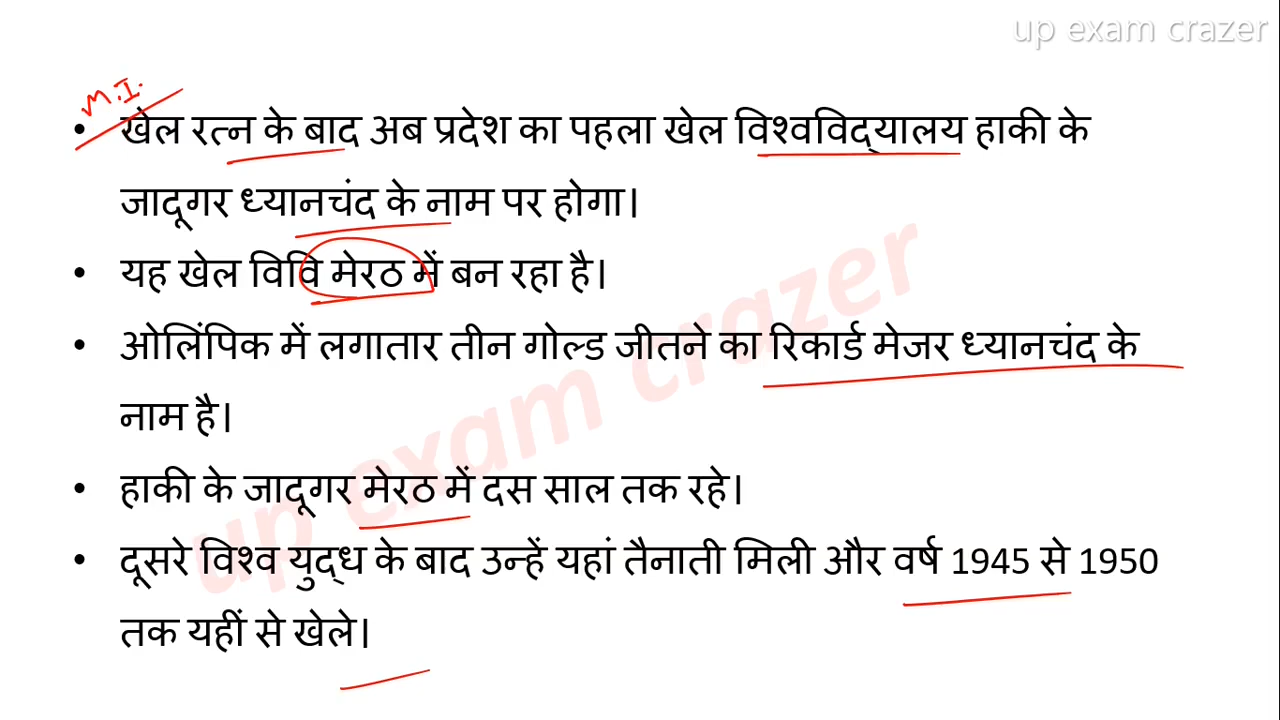 up exam crazer
M.I.
• खेल रत्न के बाद अब प्रदेश का पहला खेल विश्वविद्यालय हाकी के
जादूगर ध्यानचंद के नाम पर होगा।
• यह खेल विवि मेरठ में बन रहा है।
• ओलिंपिक में लगातार तीन गोल्ड जीतने का रिकार्ड मेजर ध्यानचंद के
नाम है।
• हाकी के जादूगर मेरठ में दस साल तक रहे।
• दूसरे विश्व युद्ध के बाद उन्हें यहां तैनाती मिली और वर्ष 1945 से 1950
तक यहीं से खेले।
up exam crazer